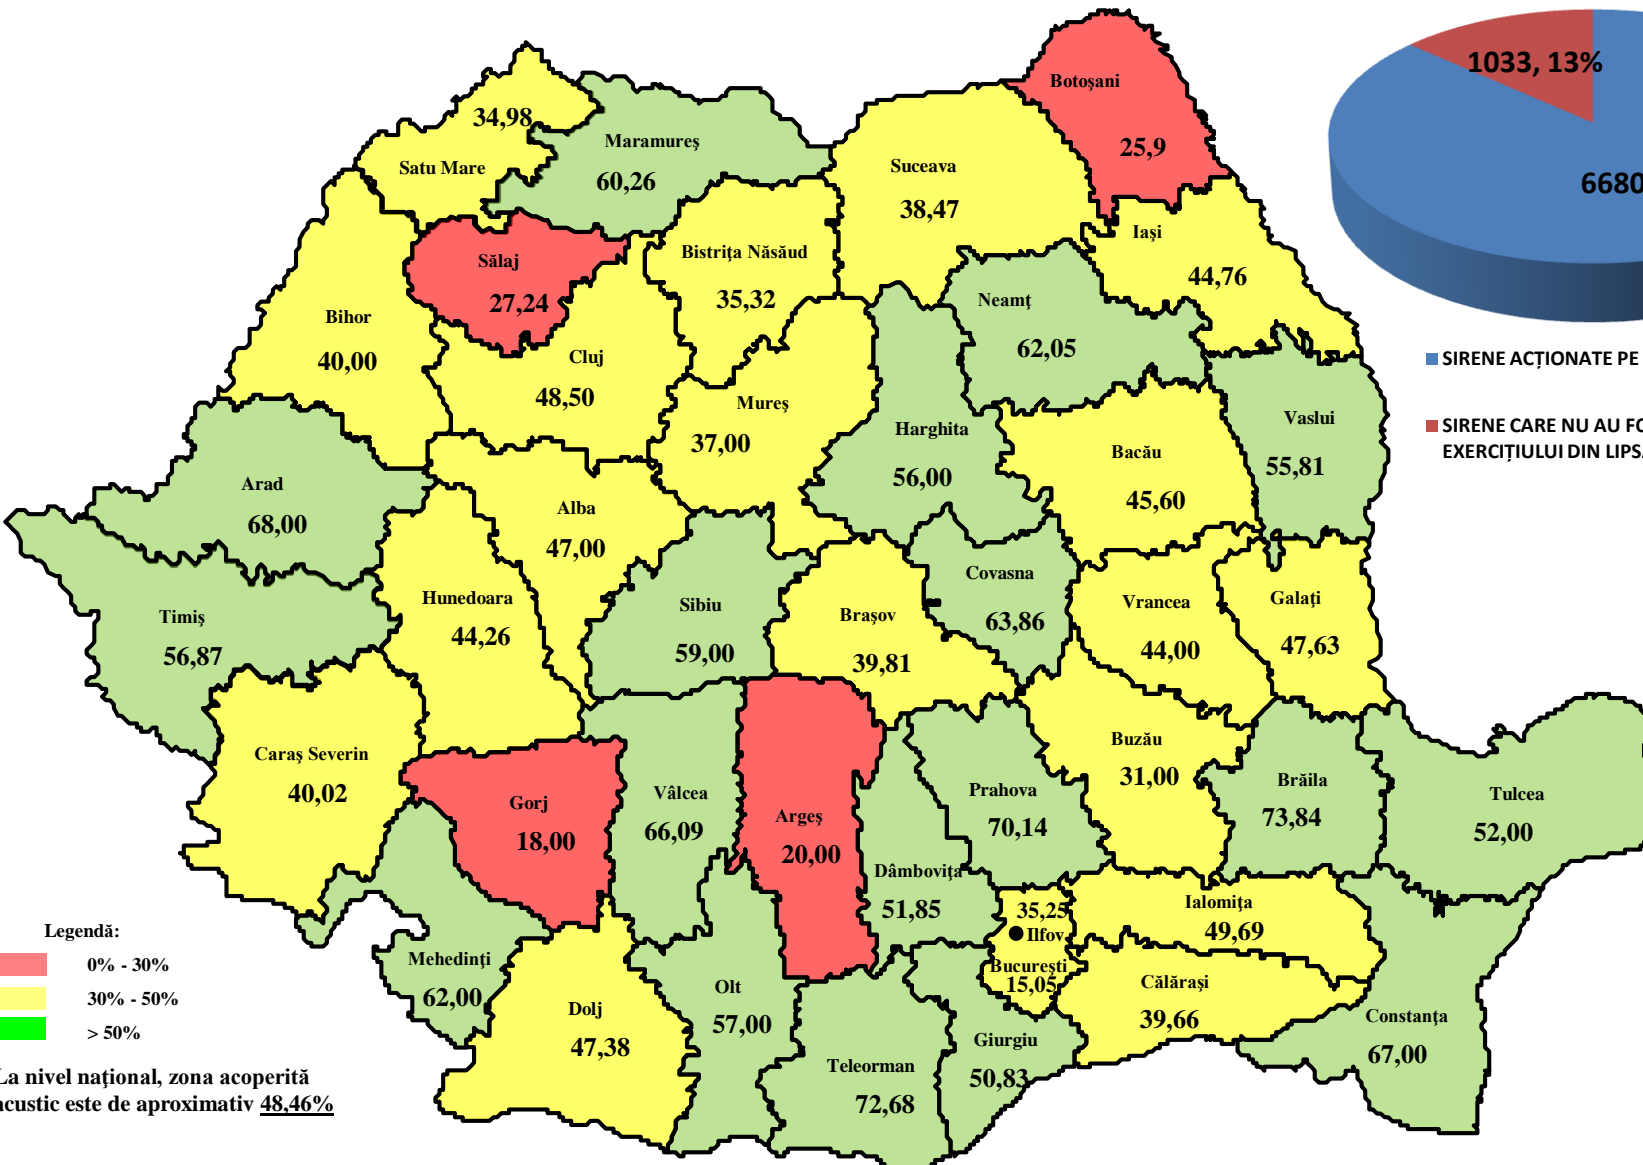 1033, 13%
6680
SIRENE ACȚIONATE PE
SIRENE CARE NU AU FO
EXERCIȚIULUI DIN LIPS
Botoşani
25,9
34,98
Satu Mare
Maramureş
60,26
Suceava
38,47
Iaşi
44,76
Sălaj
27,24
Bistriţa Năsăud
35,32
Neamţ
62,05
Bihor
40,00
Cluj
48,50
Mureş
37,00
Harghita
56,00
Bacău
45,60
Vaslui
55,81
Arad
68,00
Alba
47,00
Timiş
56,87
Hunedoara
44,26
Sibiu
59,00
Braşov
39,81
Covasna
63,86
Vrancea
44,00
Galaţi
47,63
Caraş Severin
40,02
Gorj
18,00
Vâlcea
66,09
Argeş
20,00
Prahova
70,14
Buzău
31,00
Brăila
73,84
Tulcea
52,00
Dâmboviţa
51,85
35,25
Ilfov
Bucureşti
15,05
Ialomiţa
49,69
Călăraşi
39,66
Constanţa
67,00
Mehedinţi
62,00
Dolj
47,38
Olt
57,00
Teleorman
72,68
Giurgiu
50,83
Legendă:
0% - 30%
30% - 50%
> 50%
La nivel naţional, zona acoperită
acustic este de aproximativ 48,46%